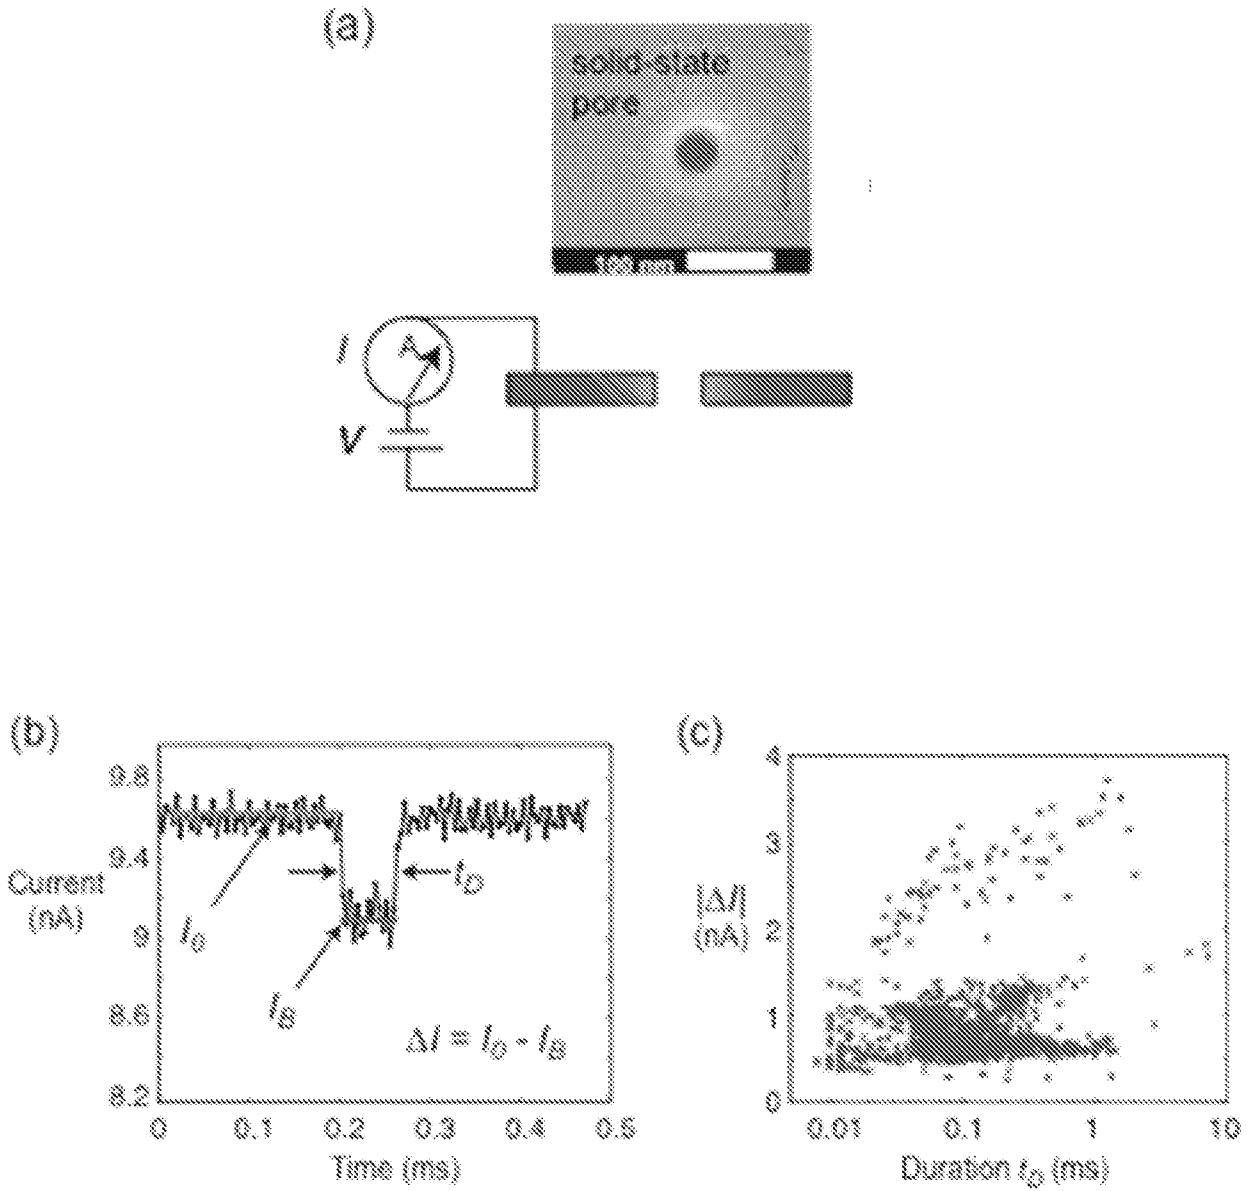 (a)
solid-state
pore
100 nm
I
A
V
(b)
9.8
9.4
Current
(nA)
9
8.6
8.2
I0
IB
tD
ΔI = I0 - IB
0 0.1 0.2 0.3 0.4 0.5
Time (ms)
(c)
4
3
|ΔI|
(nA)
2
1
0
0.01 0.1 1 10
Duration tD (ms)